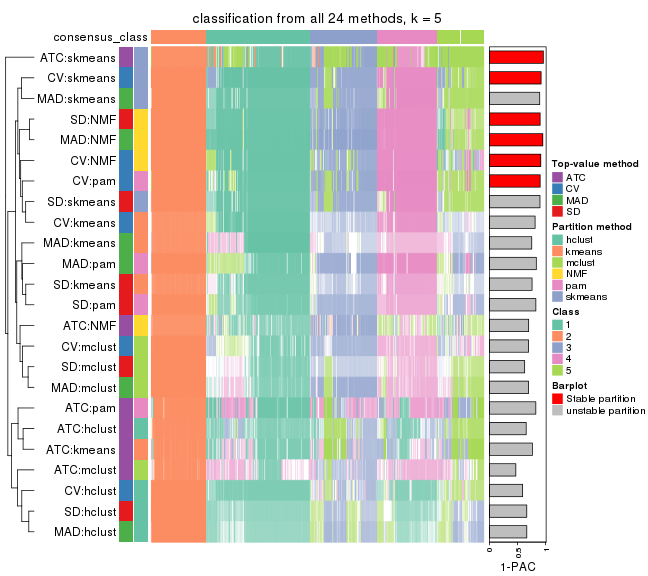 classification from all 24 methods, k = 5
consensus_class
ATC:skmeans
CV:skmeans
MAD:skmeans
SD:NMF
MAD:NMF
CV:NMF
CV:pam
SD:skmeans
CV:kmeans
MAD:kmeans
MAD:pam
SD:kmeans
SD:pam
ATC:NMF
CV:mclust
SD:mclust
MAD:mclust
ATC:pam
ATC:hclust
ATC:kmeans
ATC:mclust
CV:hclust
SD:hclust
MAD:hclust
0
0.5
1
1-PAC
Top-value method
ATC
CV
MAD
SD
Partition method
hclust
kmeans
mclust
NMF
pam
skmeans
Class
1
2
3
4
5
Barplot
Stable partition
unstable partition